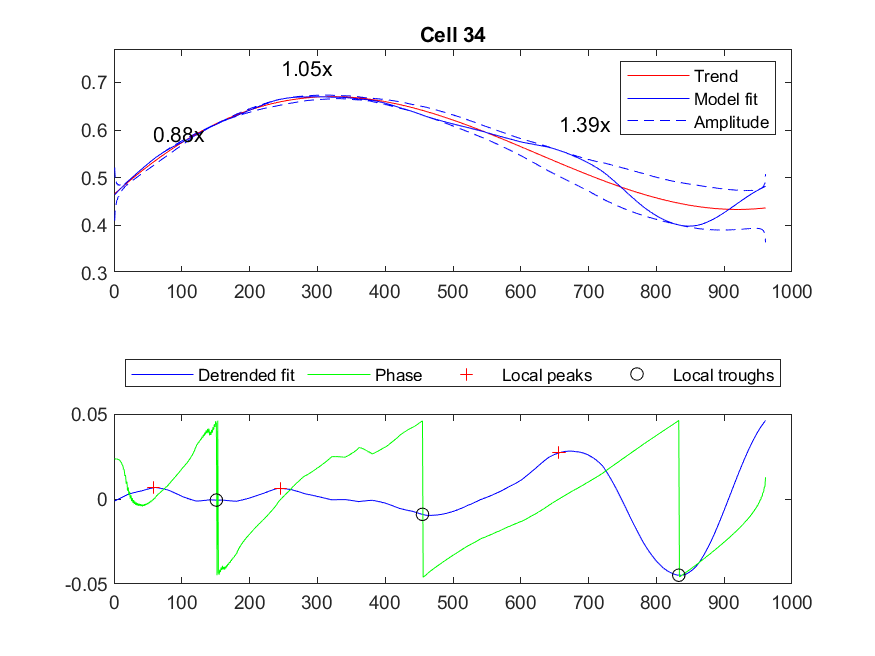 Cell 34
0.7
0.6
0.5
0.4
0.3
0.88x
1.05x
1.39x
Trend
Model fit
Amplitude
0 100 200 300 400 500 600 700 800 900 1000
Detrended fit Phase Local peaks Local troughs
0.05
0
-0.05
0 100 200 300 400 500 600 700 800 900 1000